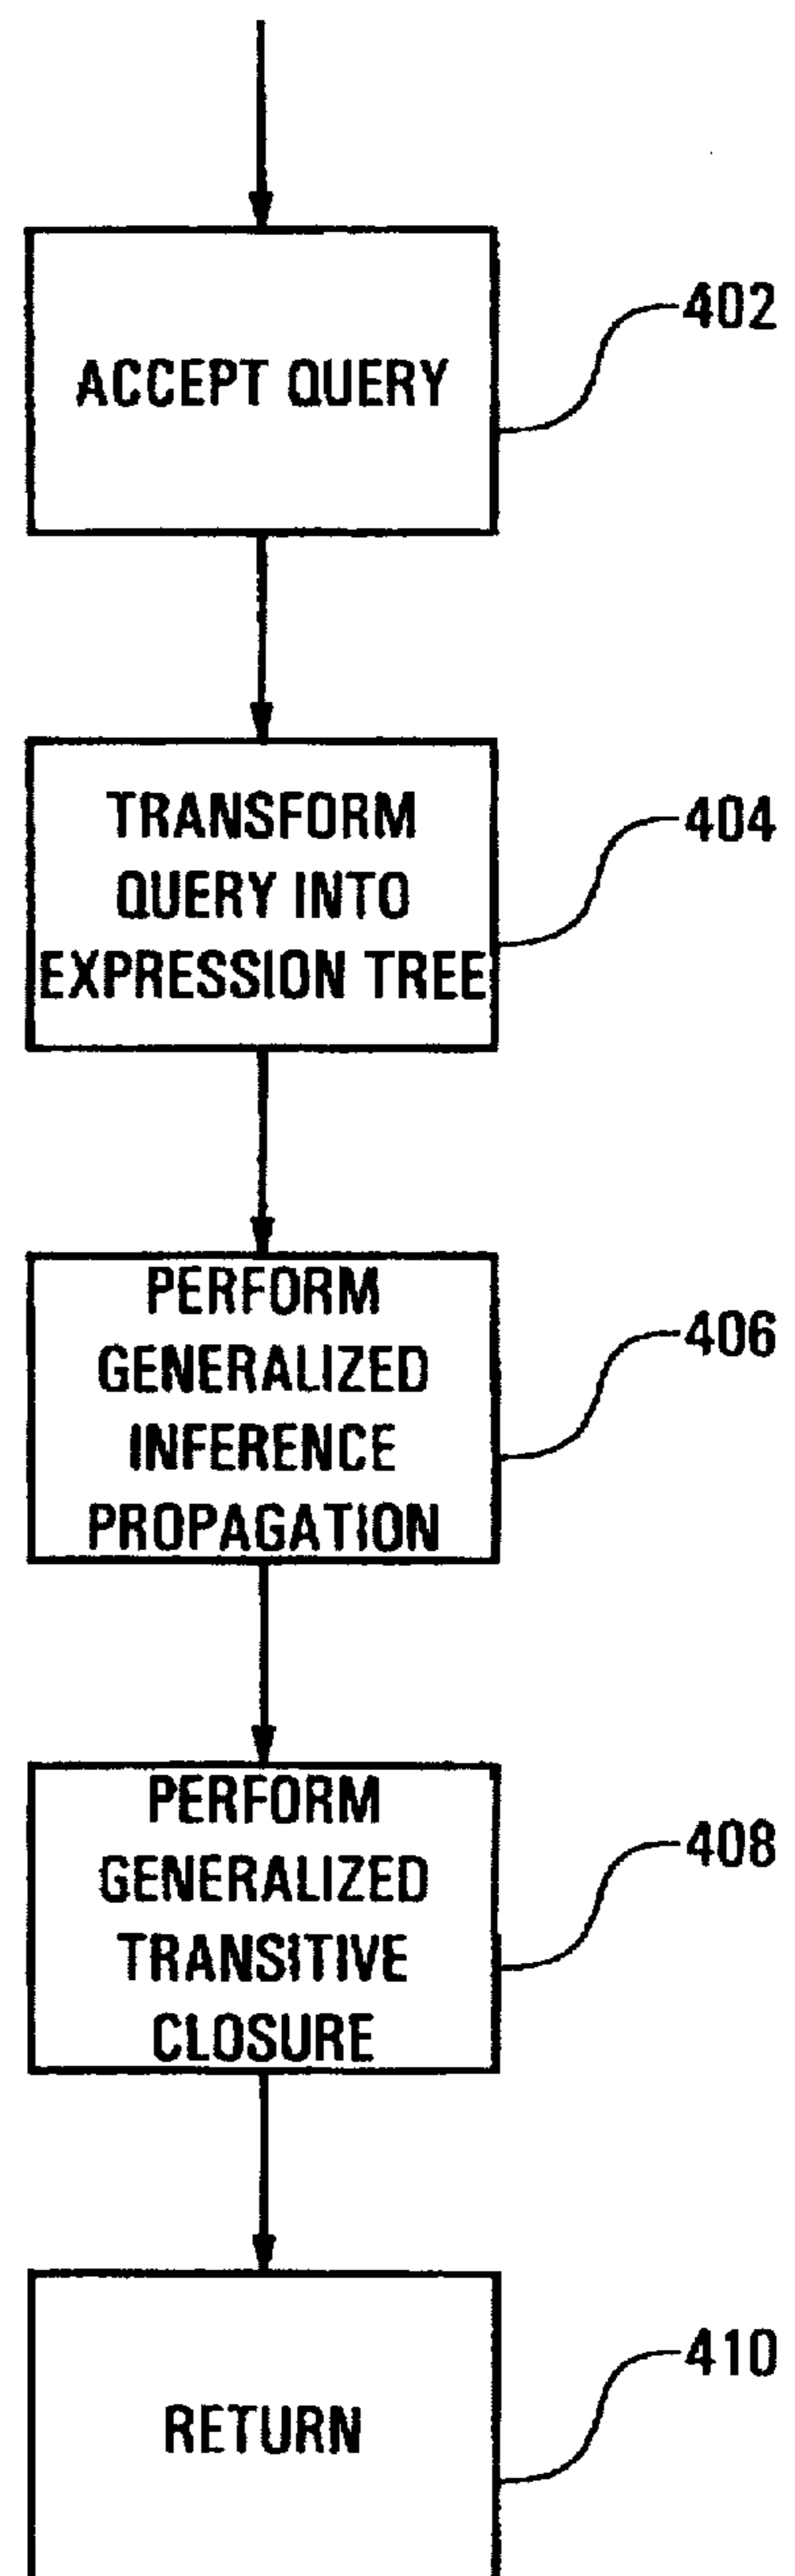 ACCEPT QUERY
402
TRANSFORM
QUERY INTO
EXPRESSION TREE
404
PERFORM
GENERALIZED
INFERENCE
PROPAGATION
406
PERFORM
GENERALIZED
TRANSITIVE
CLOSURE
408
RETURN
410